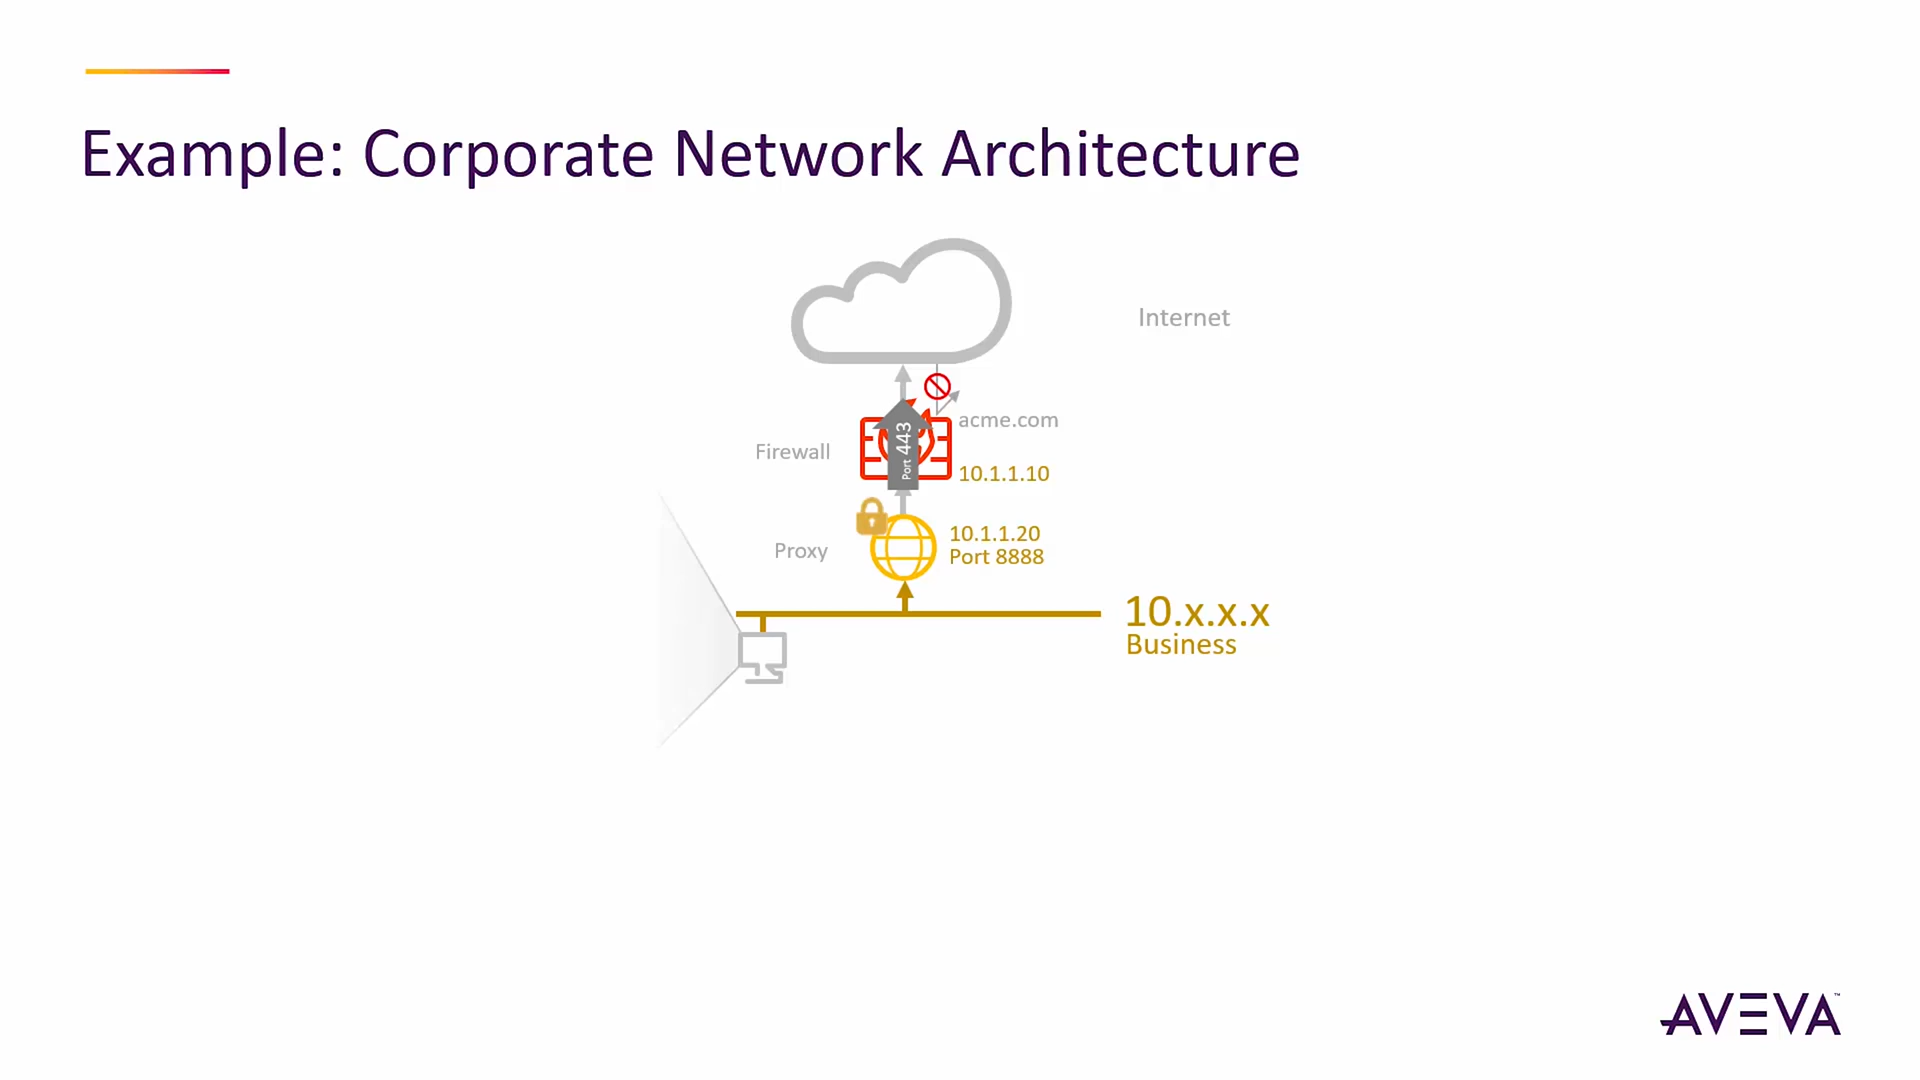 Example: Corporate Network Architecture
Internet
acme.com
Port 443
Firewall
10.1.1.10
10.1.1.20
Proxy
Port 8888
10.x.x.x
Business
AVEVA™